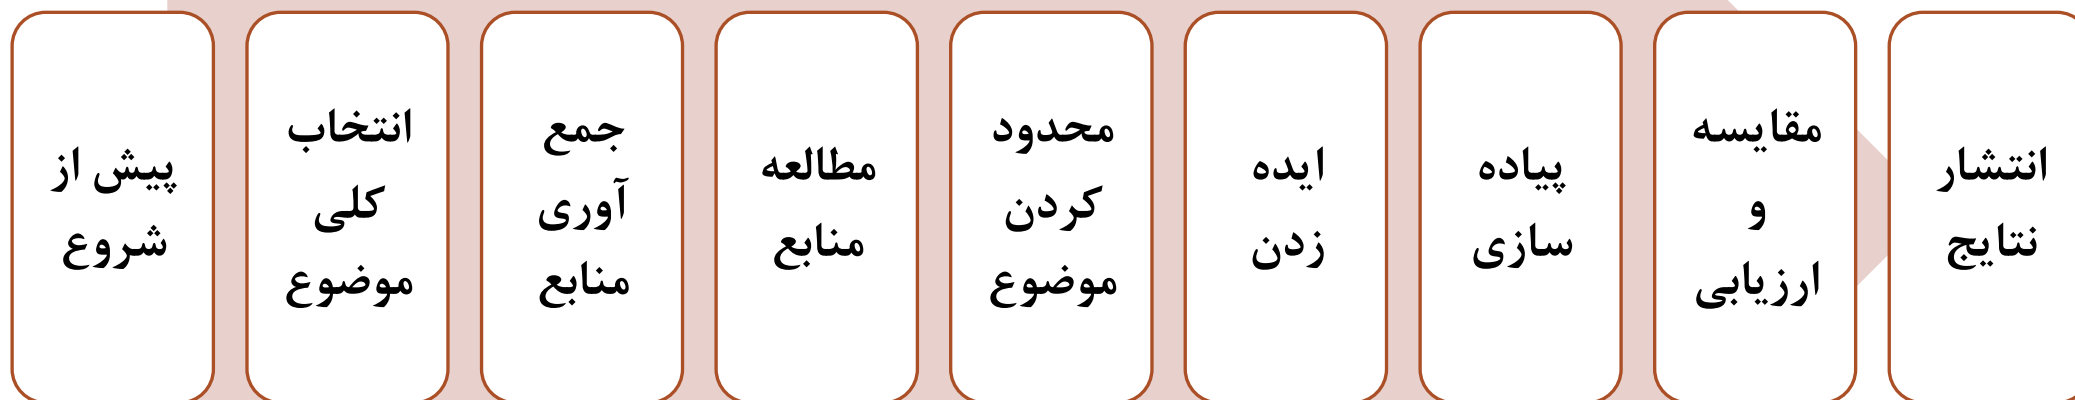 پیش از
شروع
انتخاب
کلی
موضوع
جمع
آوری
منابع
مطالعه
منابع
محدود
کردن
موضوع
ایده
زدن
پیاده
سازی
مقایسه
و
ارزیابی
انتشار
نتایج